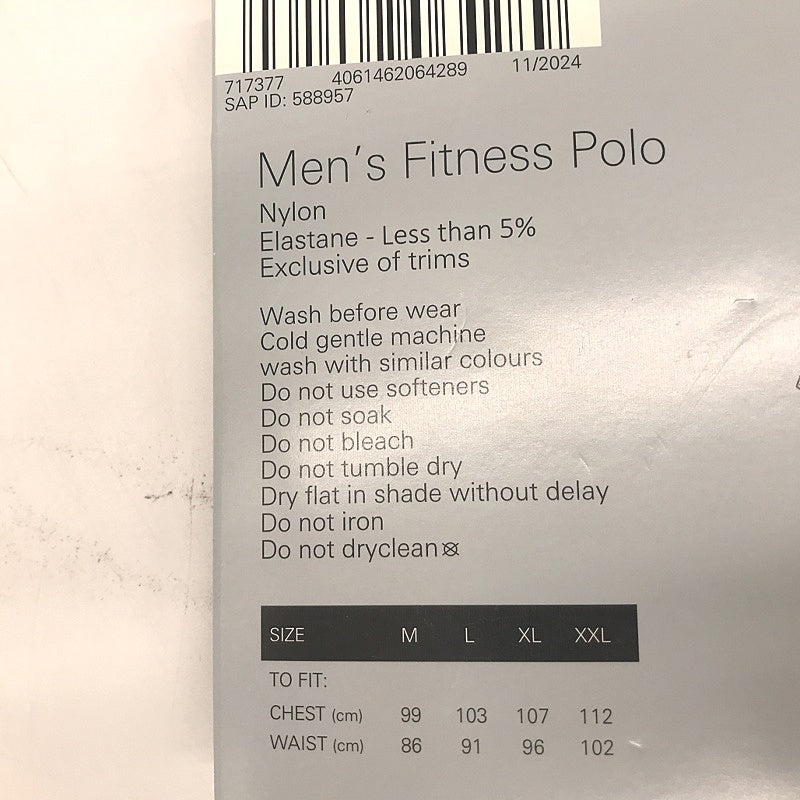 717377 4061462064289 11/2024
SAP ID: 588957
Men's Fitness Polo
Nylon
Elastane - Less than 5%
Exclusive of trims
Wash before wear
Cold gentle machine
wash with similar colours
Do not use softeners
Do not soak
Do not bleach
Do not tumble dry
Dry flat in shade without delay
Do not iron
Do not dryclean
SIZE M L XL XXL
TO FIT:
CHEST (cm) 99 103 107 112
WAIST (cm) 86 91 96 102